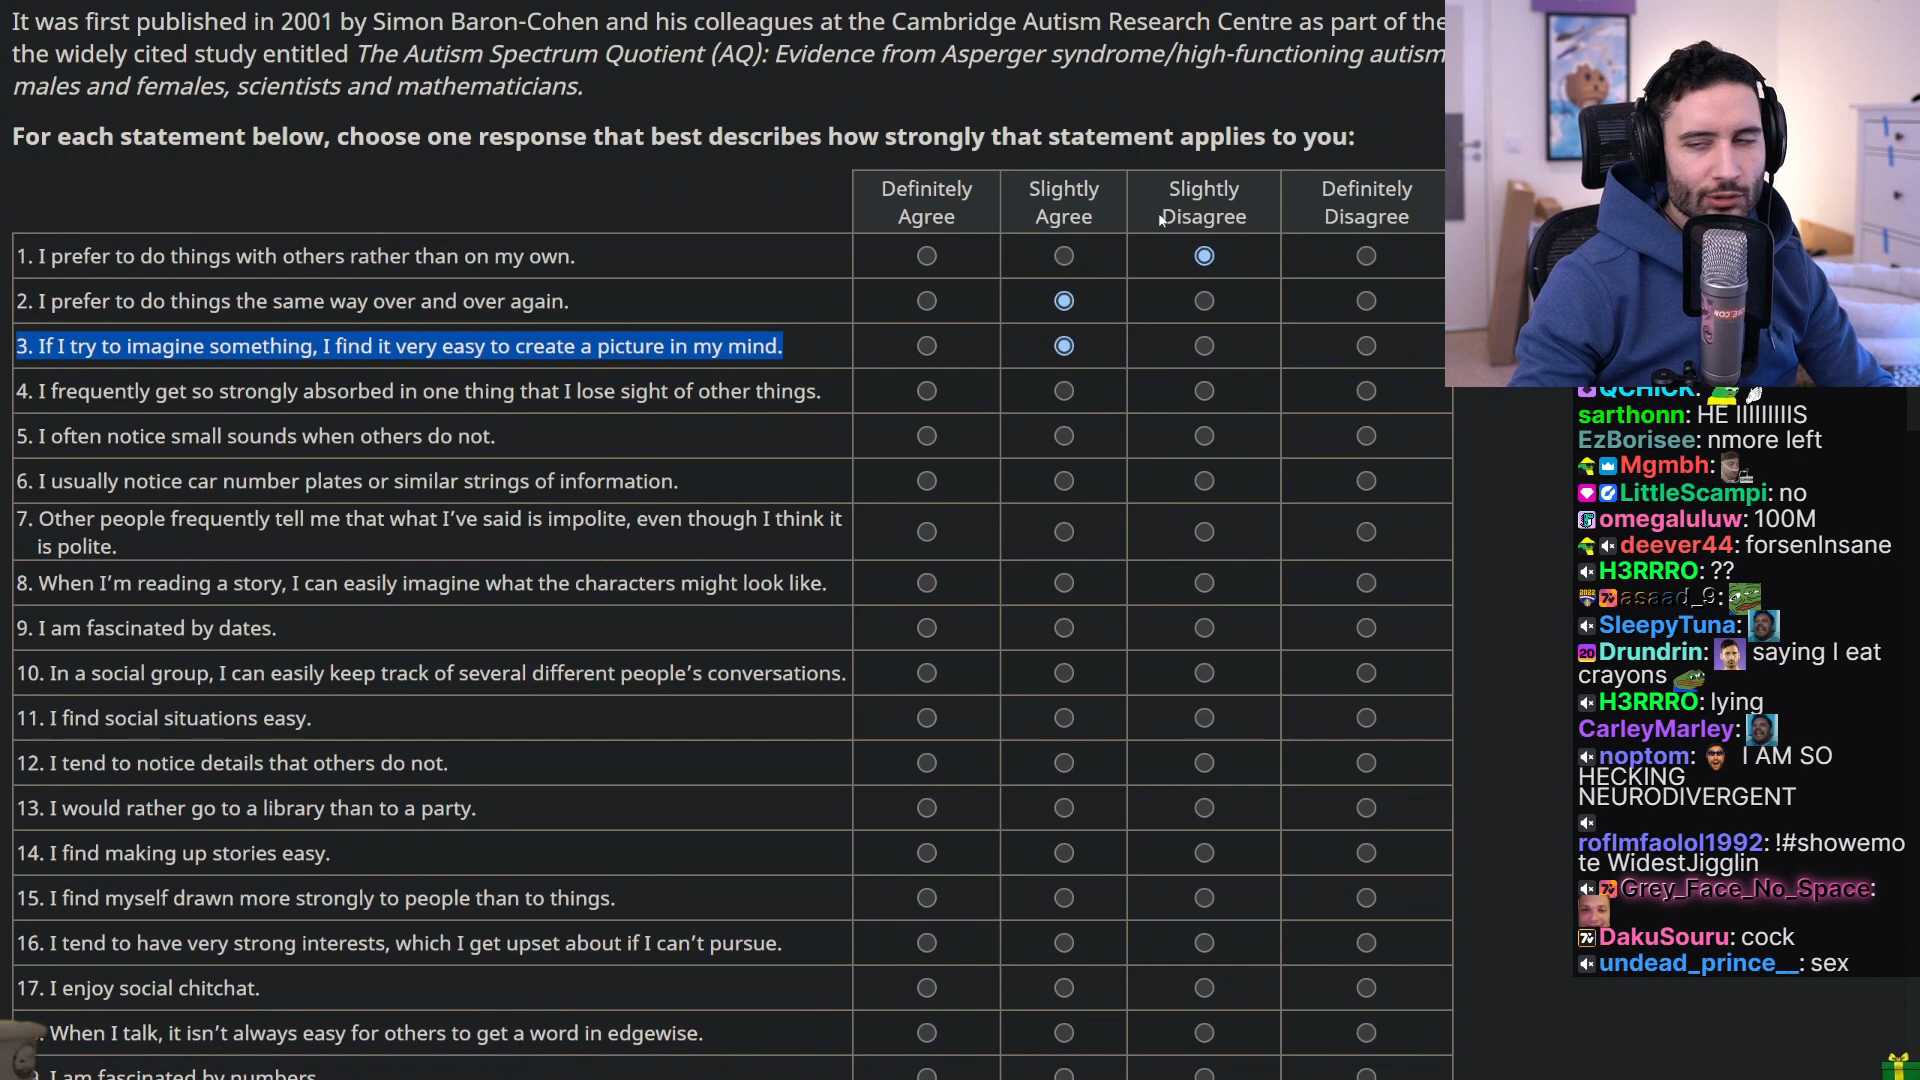 It was first published in 2001 by Simon Baron-Cohen and his colleagues at the Cambridge Autism Research Centre as part of the
the widely cited study entitled The Autism Spectrum Quotient (AQ): Evidence from Asperger syndrome/high-functioning autism
males and females, scientists and mathematicians.
For each statement below, choose one response that best describes how strongly that statement applies to you:
Definitely Agree
Slightly Agree
Slightly Disagree
Definitely Disagree
1. I prefer to do things with others rather than on my own.
2. I prefer to do things the same way over and over again.
3. If I try to imagine something, I find it very easy to create a picture in my mind.
4. I frequently get so strongly absorbed in one thing that I lose sight of other things.
5. I often notice small sounds when others do not.
6. I usually notice car number plates or similar strings of information.
7. Other people frequently tell me that what I’ve said is impolite, even though I think it
is polite.
8. When I’m reading a story, I can easily imagine what the characters might look like.
9. I am fascinated by dates.
10. In a social group, I can easily keep track of several different people’s conversations.
11. I find social situations easy.
12. I tend to notice details that others do not.
13. I would rather go to a library than to a party.
14. I find making up stories easy.
15. I find myself drawn more strongly to people than to things.
16. I tend to have very strong interests, which I get upset about if I can’t pursue.
17. I enjoy social chitchat.
When I talk, it isn’t always easy for others to get a word in edgewise.
I am fascinated by numbers.
QCHICK:
sarthonn: HE IIIIIIIIS
EzBorisee: nmore left
Mgmbh:
LittleScampi: no
omegaluluw: 100M
deever44: forsenInsane
H3RRRO: ??
asaad_9:
SleepyTuna:
20 Drundrin: saying I eat
crayons
H3RRRO: lying
CarleyMarley:
noptom: I AM SO
HECKING
NEURODIVERGENT
roflmfaolol1992: !#showemo
te WidestJigglin
Grey_Face_No_Space:
DakuSouru: cock
undead_prince__: sex